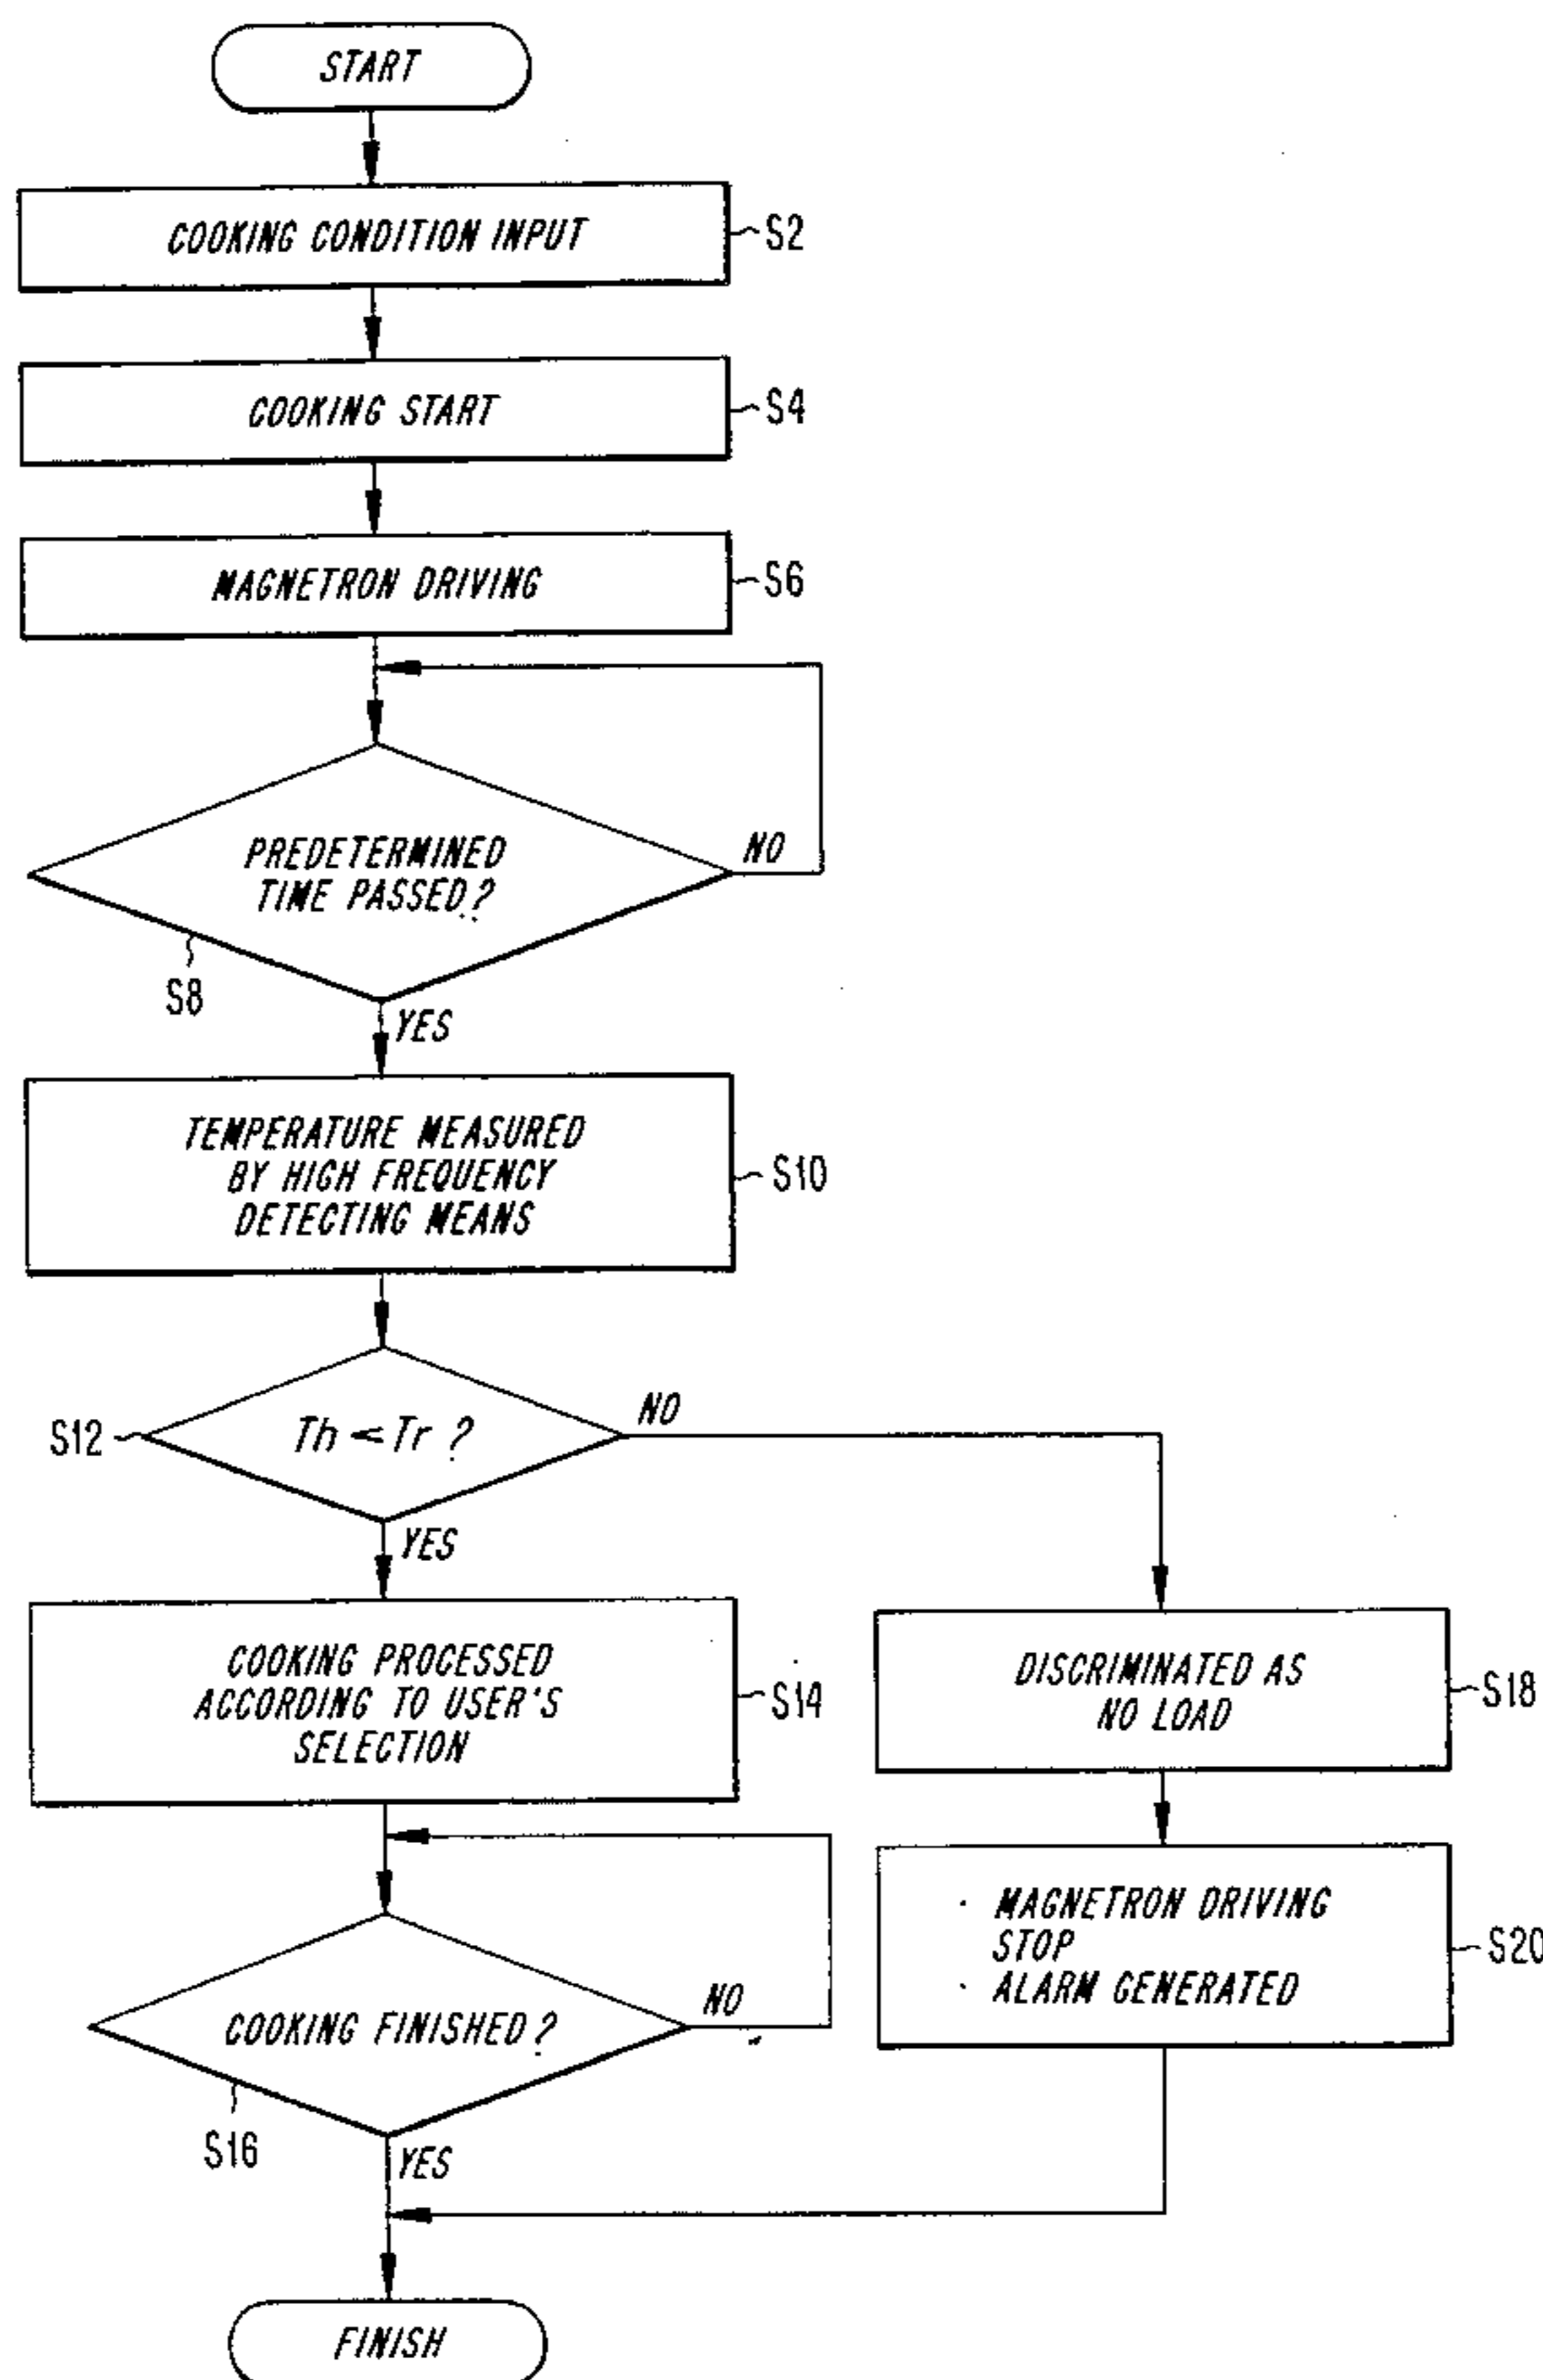 START
COOKING CONDITION INPUT
S2
COOKING START
S4
MAGNETRON DRIVING
S6
PREDETERMINED
TIME PASSED?
NO
S8
YES
TEMPERATURE MEASURED
BY HIGH FREQUENCY
DETECTING MEANS
S10
S12
Th < Tr ?
NO
YES
COOKING PROCESSED
ACCORDING TO USER'S
SELECTION
S14
DISCRIMINATED AS
NO LOAD
S18
· MAGNETRON DRIVING
STOP
· ALARM GENERATED
S20
COOKING FINISHED?
NO
S16
YES
FINISH